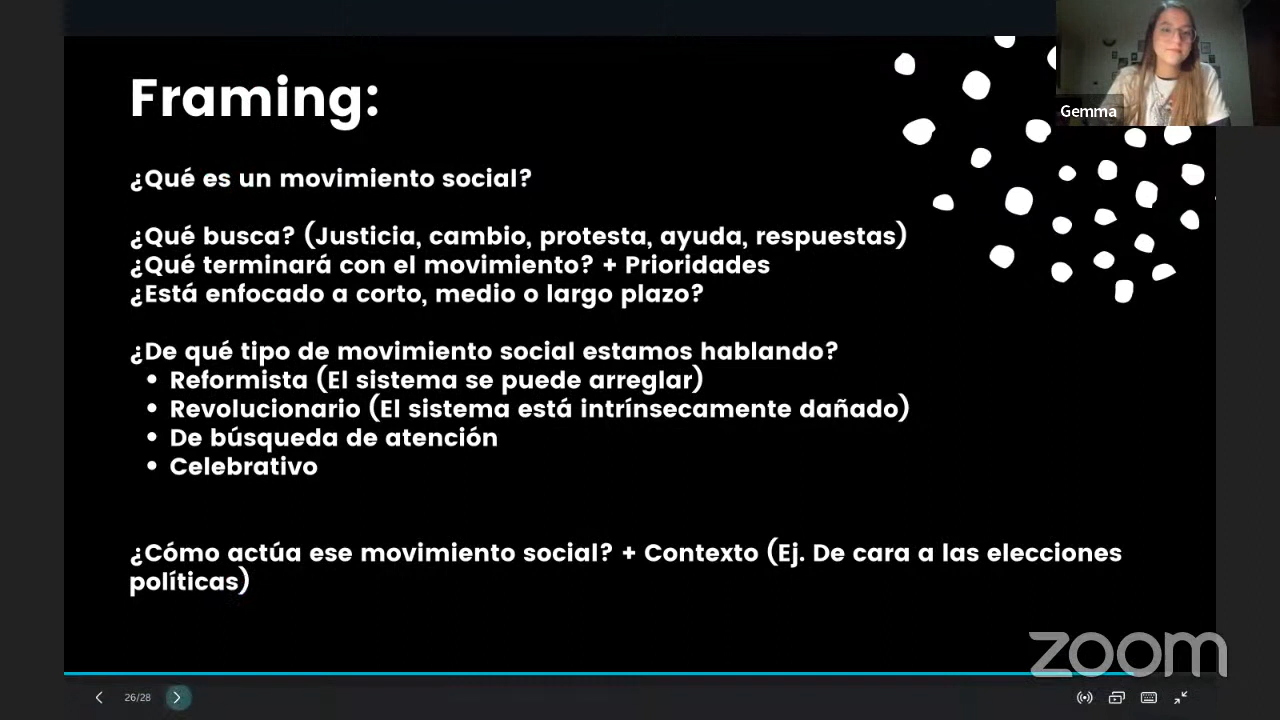 Framing:
Gemma
¿Qué es un movimiento social?
¿Qué busca? (Justicia, cambio, protesta, ayuda, respuestas)
¿Qué terminará con el movimiento? + Prioridades
¿Está enfocado a corto, medio o largo plazo?
¿De qué tipo de movimiento social estamos hablando?
• Reformista (El sistema se puede arreglar)
• Revolucionario (El sistema está intrínsecamente dañado)
• De búsqueda de atención
• Celebrativo
¿Cómo actúa ese movimiento social? + Contexto (Ej. De cara a las elecciones
políticas)
zoom
26/28